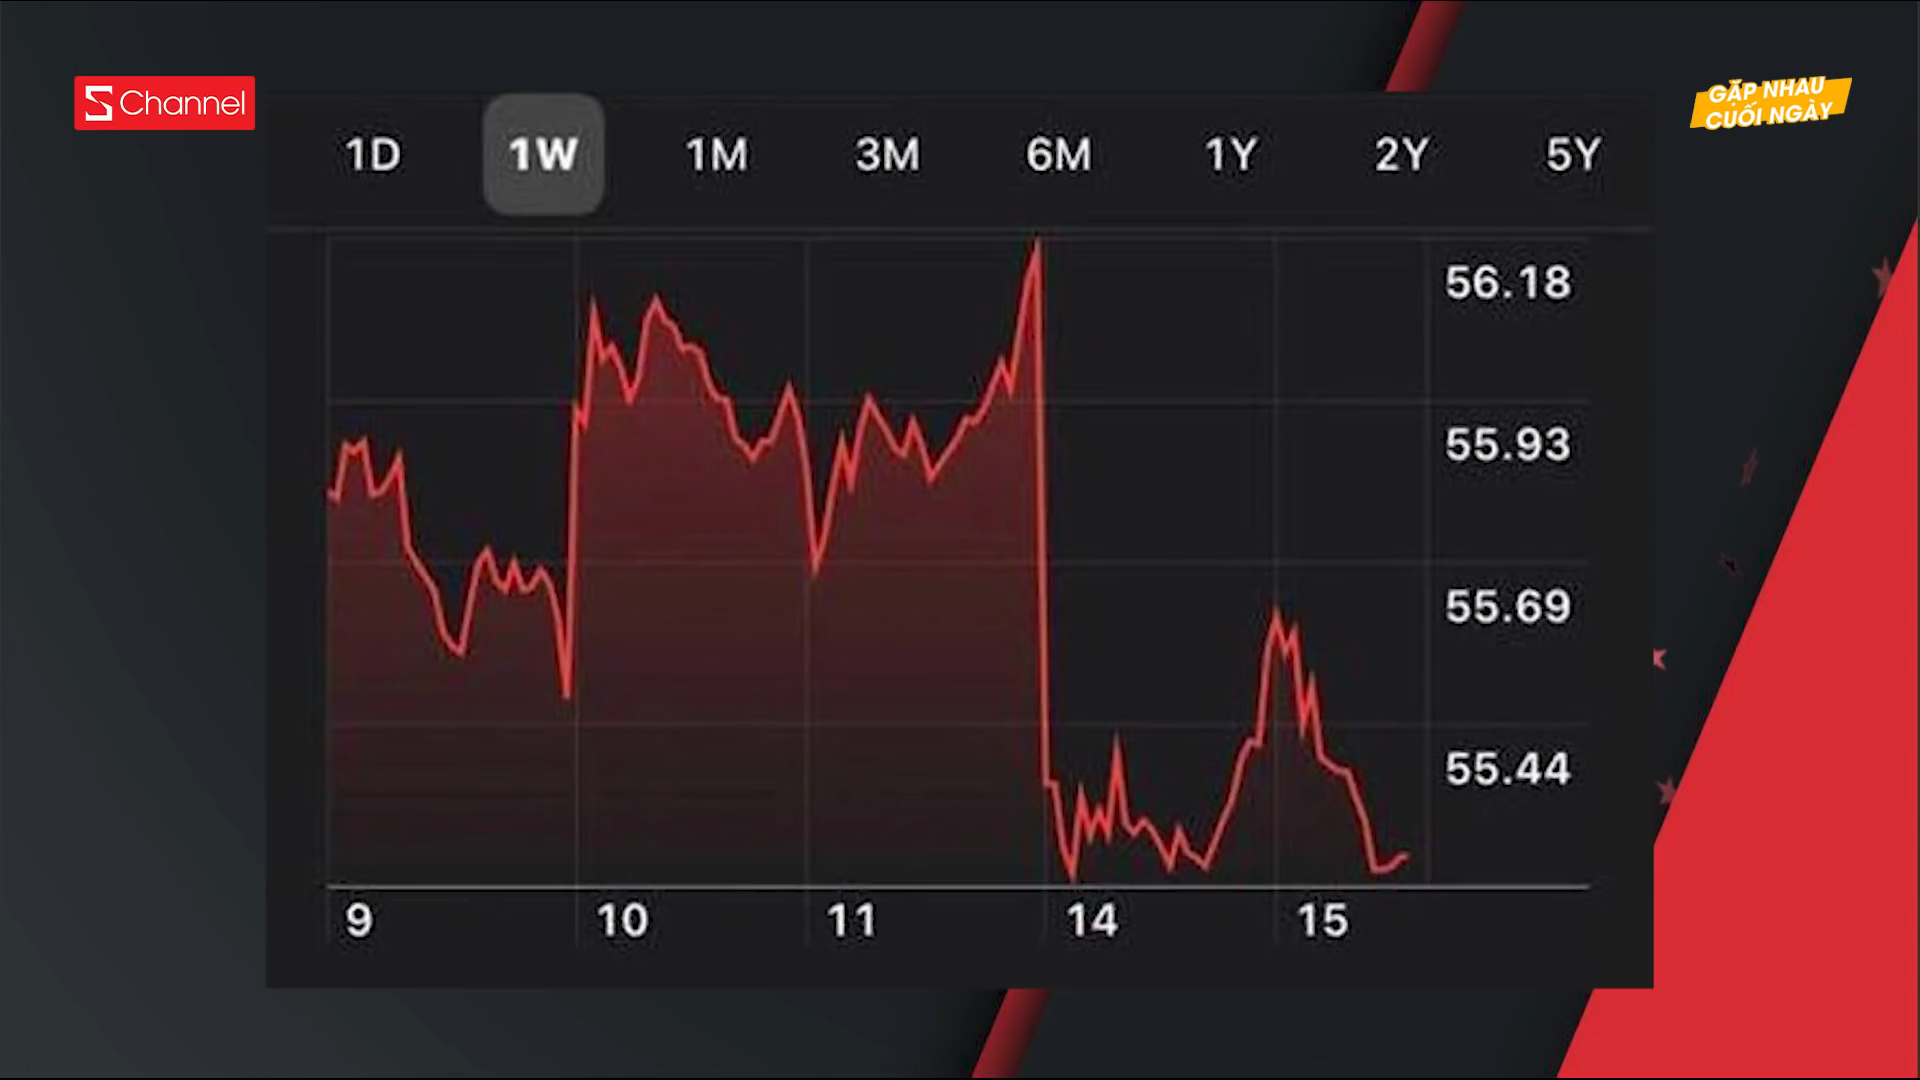 S Channel
GẶP NHAU
CUỐI NGÀY
1D 1W 1M 3M 6M 1Y 2Y 5Y
56.18
55.93
55.69
55.44
9 10 11 14 15